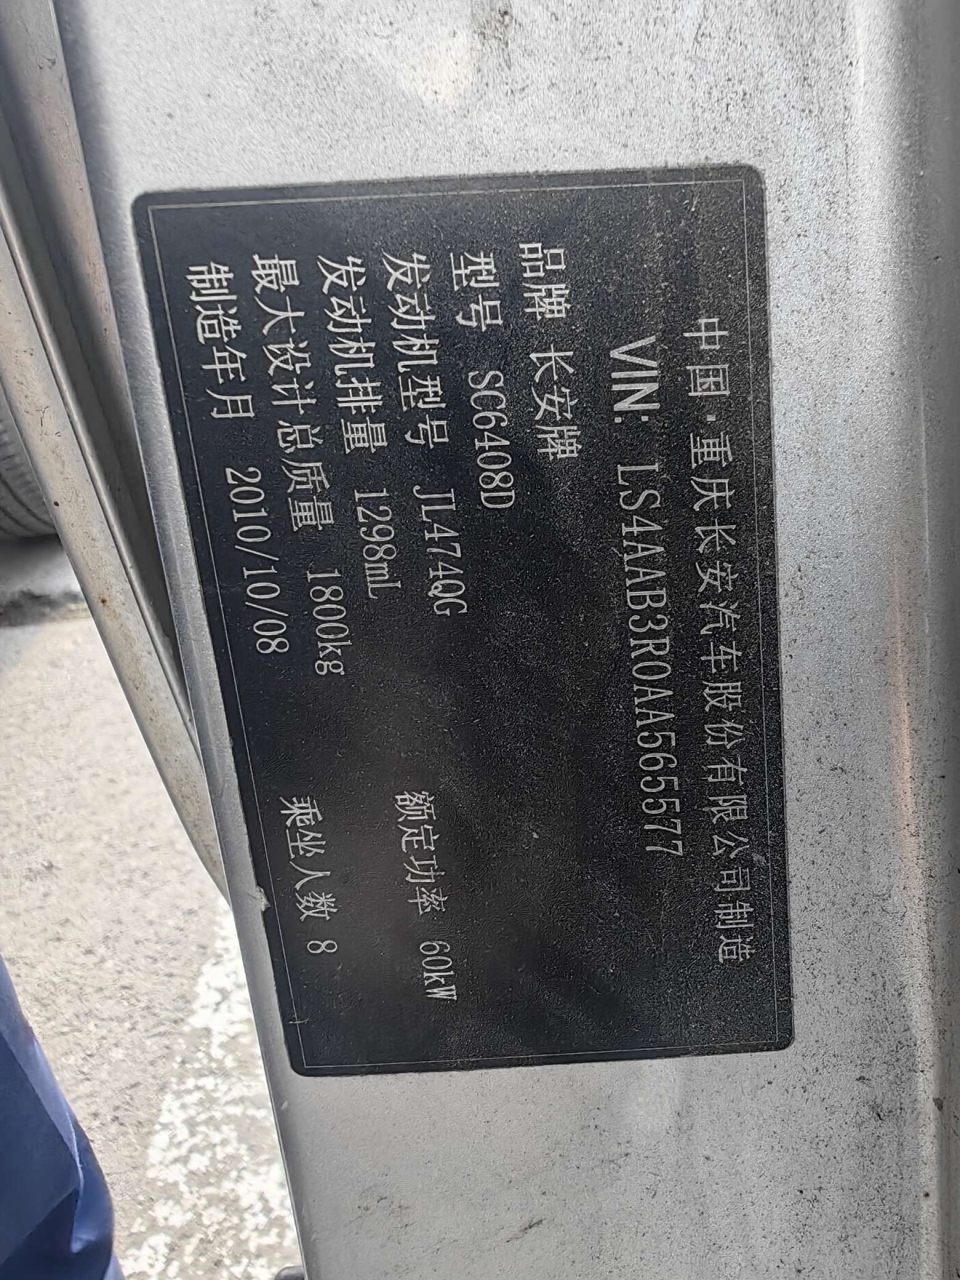 中国·重庆长安汽车股份有限公司制造
VIN: LS4AAB3R0AA565577
品牌 长安牌
型号 SC6408D
发动机型号 JL474QG 额定功率 60kW
发动机排量 1298mL
最大设计总质量 1800kg 乘坐人数 8
制造年月 2010/10/08